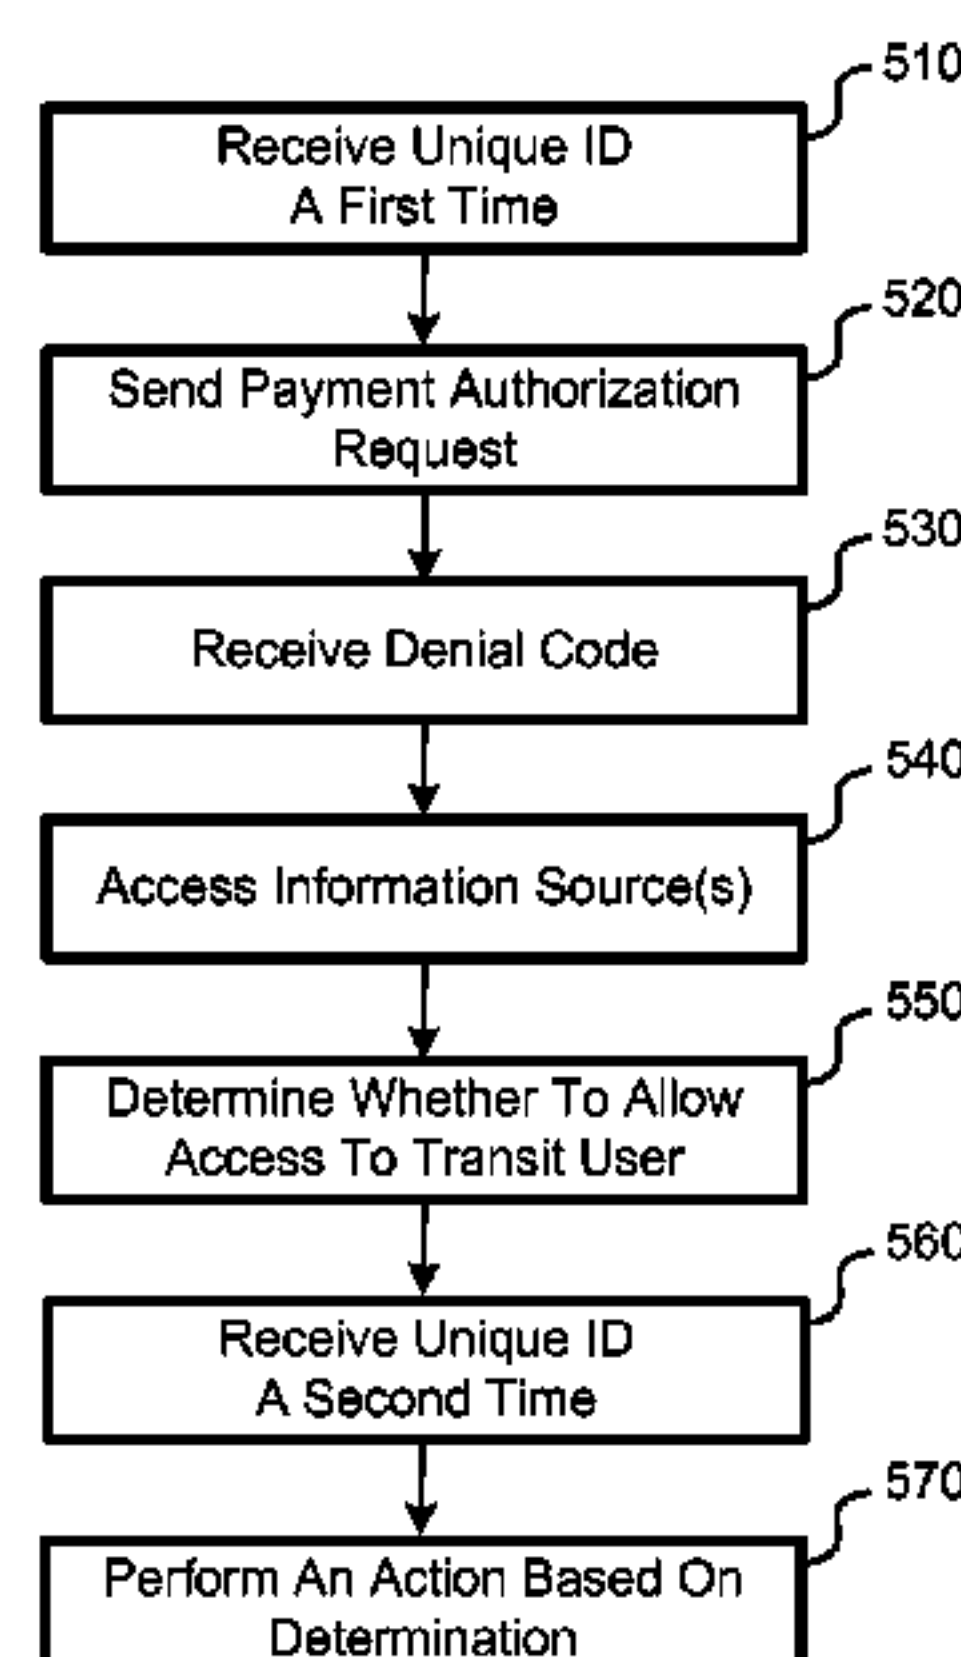 510
Receive Unique ID
A First Time
520
Send Payment Authorization
Request
530
Receive Denial Code
540
Access Information Source(s)
550
Determine Whether To Allow
Access To Transit User
560
Receive Unique ID
A Second Time
570
Perform An Action Based On
Determination